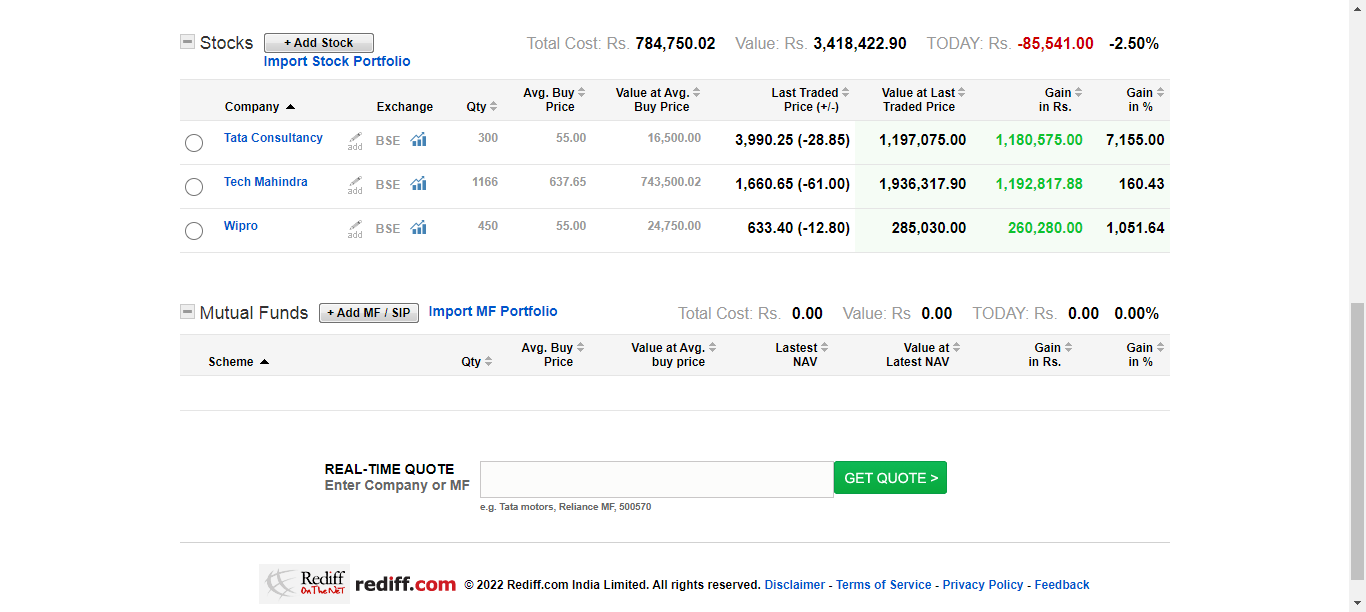 Stocks + Add Stock Total Cost: Rs. 784,750.02 Value: Rs. 3,418,422.90 TODAY: Rs. -85,541.00 -2.50%
Import Stock Portfolio
Company Exchange Qty Avg. Buy Price Value at Avg. Buy Price Last Traded Price (+/-) Value at Last Traded Price Gain in Rs. Gain in %
Tata Consultancy add BSE 300 55.00 16,500.00 3,990.25 (-28.85) 1,197,075.00 1,180,575.00 7,155.00
Tech Mahindra add BSE 1166 637.65 743,500.02 1,660.65 (-61.00) 1,936,317.90 1,192,817.88 160.43
Wipro add BSE 450 55.00 24,750.00 633.40 (-12.80) 285,030.00 260,280.00 1,051.64
Mutual Funds + Add MF / SIP Import MF Portfolio Total Cost: Rs. 0.00 Value: Rs 0.00 TODAY: Rs. 0.00 0.00%
Scheme Qty Avg. Buy Price Value at Avg. buy price Lastest NAV Value at Latest NAV Gain in Rs. Gain in %
REAL-TIME QUOTE
Enter Company or MF
GET QUOTE >
e.g. Tata motors, Reliance MF, 500570
Rediff
On The NeT
rediff.com © 2022 Rediff.com India Limited. All rights reserved. Disclaimer - Terms of Service - Privacy Policy - Feedback